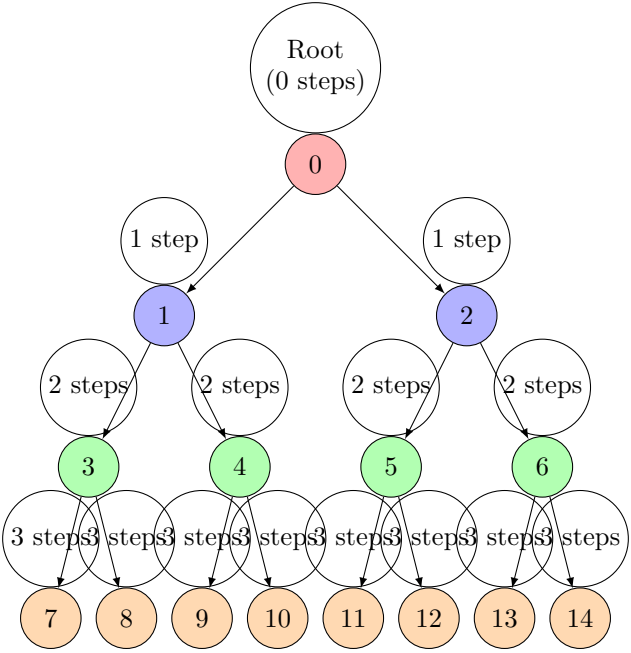 Root
(0 steps)
0
1 step
1 step
1
2
2 steps
2 steps
2 steps
2 steps
3
4
5
6
3 steps
3 steps
3 steps
3 steps
3 steps
3 steps
3 steps
3 steps
7
8
9
10
11
12
13
14